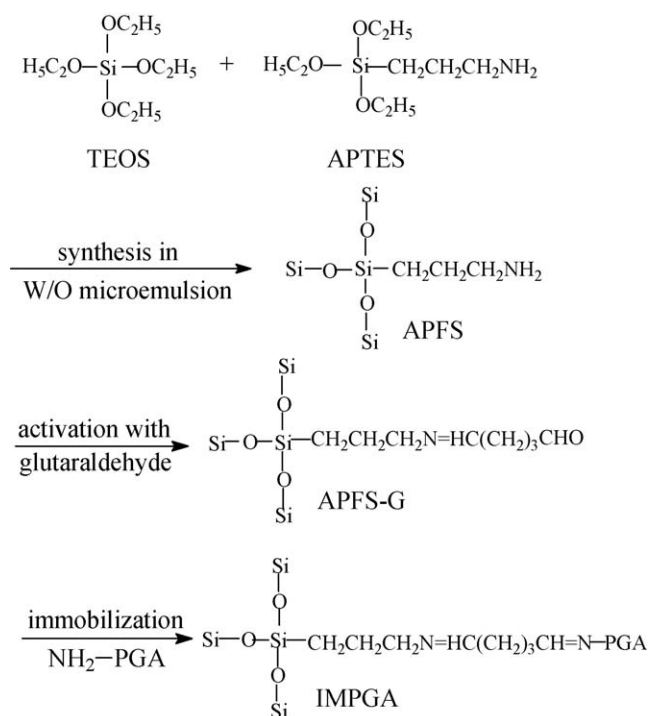 OC₂H₅
H₅C₂O—Si—OC₂H₅
OC₂H₅
TEOS
+
OC₂H₅
H₅C₂O—Si—CH₂CH₂CH₂NH₂
OC₂H₅
APTES
synthesis in
W/O microemulsion
Si
O
Si—O—Si—CH₂CH₂CH₂NH₂
O
Si
APFS
activation with
glutaraldehyde
Si
O
Si—O—Si—CH₂CH₂CH₂N=HC(CH₂)₃CHO
O
Si
APFS-G
immobilization
NH₂—PGA
Si
O
Si—O—Si—CH₂CH₂CH₂N=HC(CH₂)₃CH=N—PGA
O
Si
IMPGA